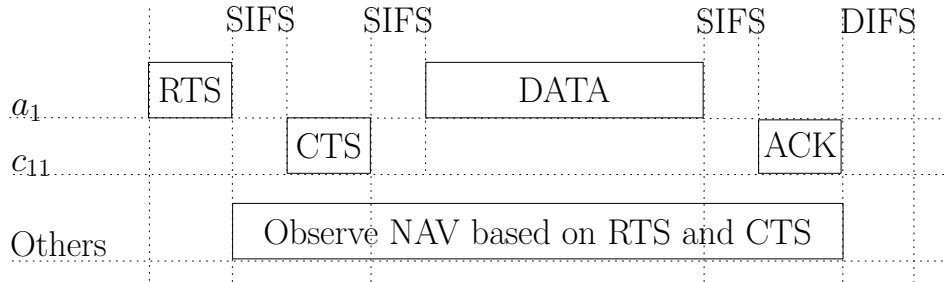 SIFS SIFS SIFS DIFS
a₁ RTS DATA
c₁₁ CTS ACK
Others Observe NAV based on RTS and CTS